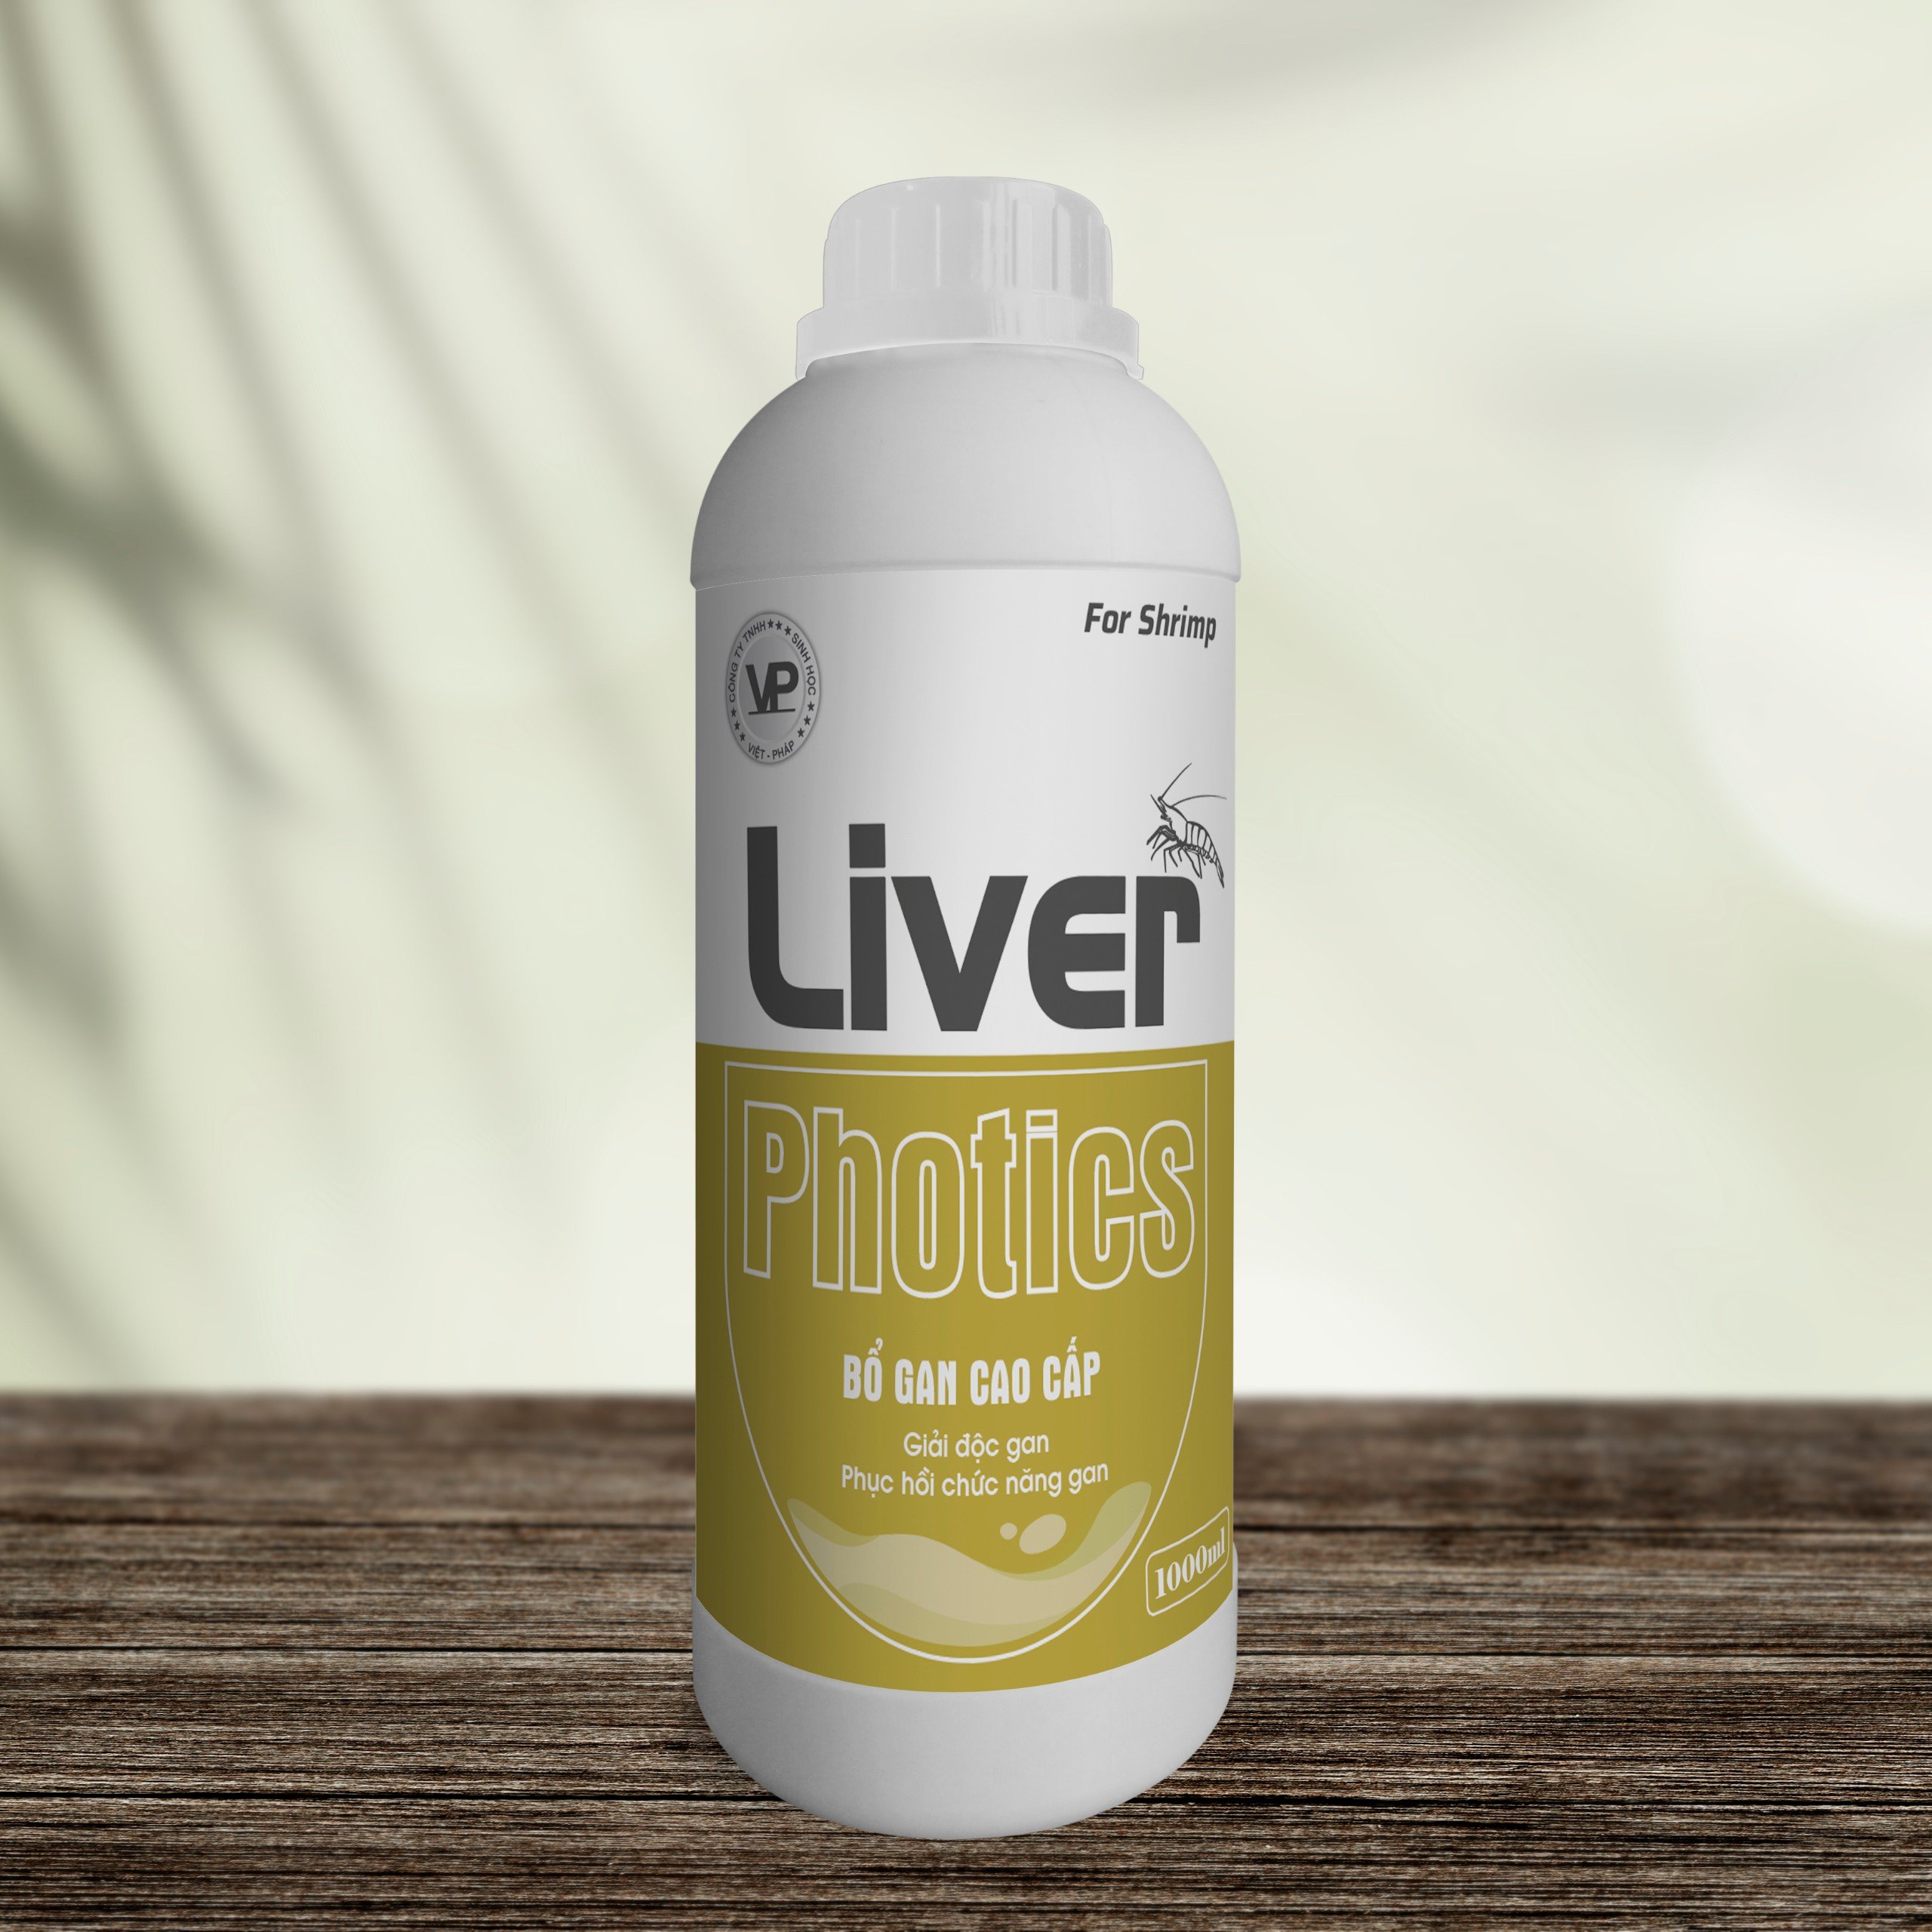 CÔNG TY TNHH ★★★ SINH HỌC
VP
VIỆT - PHÁP
For Shrimp
Liver
Photics
BỔ GAN CAO CẤP
Giải độc gan
Phục hồi chức năng gan
1000ml